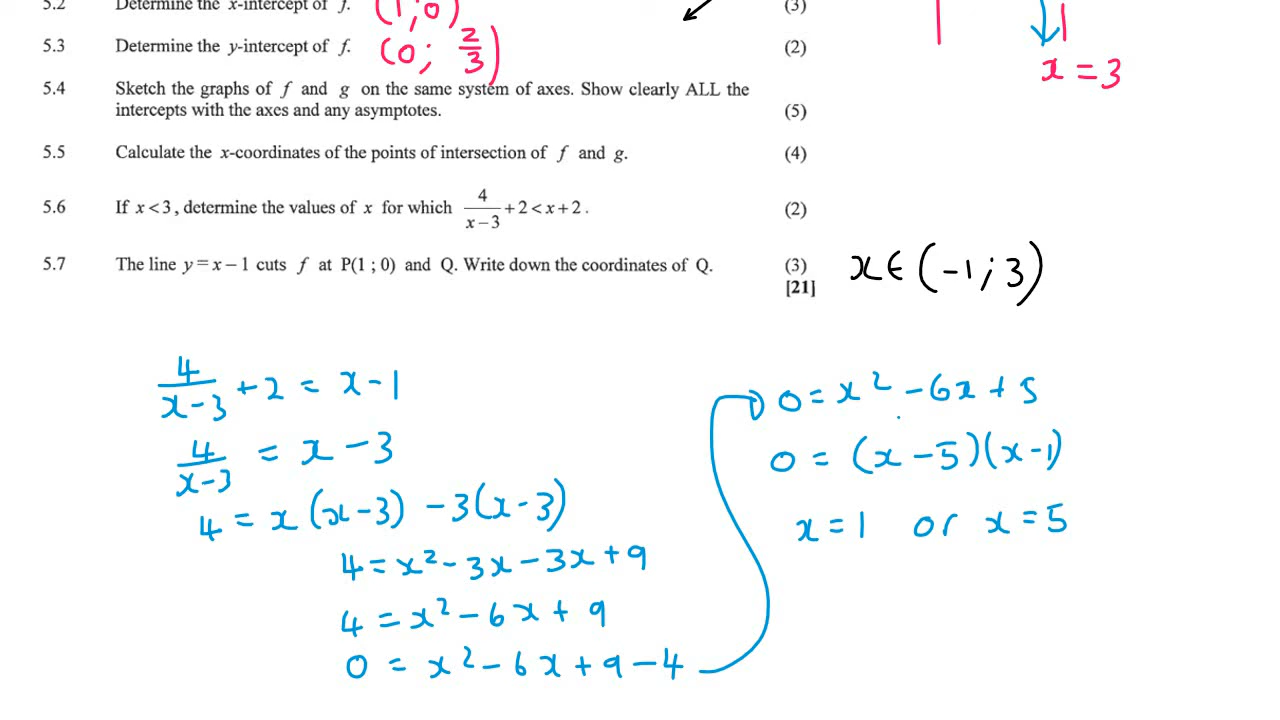 5.2 Determine the x-intercept of f. (1;0) (3)
5.3 Determine the y-intercept of f. (0; 2/3) (2)
x = 3
5.4 Sketch the graphs of f and g on the same system of axes. Show clearly ALL the
intercepts with the axes and any asymptotes. (5)
5.5 Calculate the x-coordinates of the points of intersection of f and g. (4)
5.6 If x < 3, determine the values of x for which 4/(x−3) + 2 < x + 2. (2)
5.7 The line y = x − 1 cuts f at P(1 ; 0) and Q. Write down the coordinates of Q. (3)
[21]
x ∈ (−1; 3)
4/(x−3) + 2 = x − 1
4/(x−3) = x − 3
4 = x(x−3) − 3(x−3)
4 = x² − 3x − 3x + 9
4 = x² − 6x + 9
0 = x² − 6x + 9 − 4
0 = x² − 6x + 5
0 = (x − 5)(x − 1)
x = 1 or x = 5